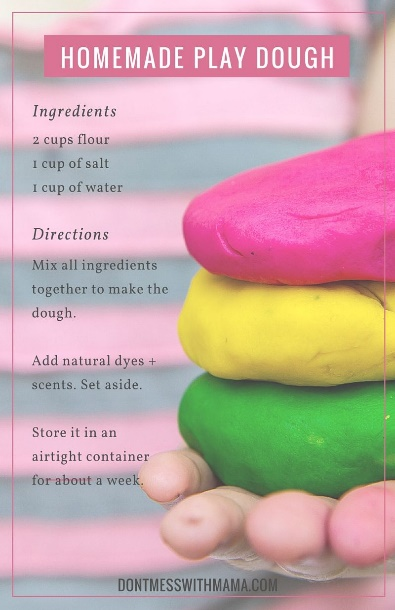 HOMEMADE PLAY DOUGH
Ingredients
2 cups flour
1 cup of salt
1 cup of water
Directions
Mix all ingredients
together to make the
dough.
Add natural dyes +
scents. Set aside.
Store it in an
airtight container
for about a week.
DONTMESSWITHMAMA.COM